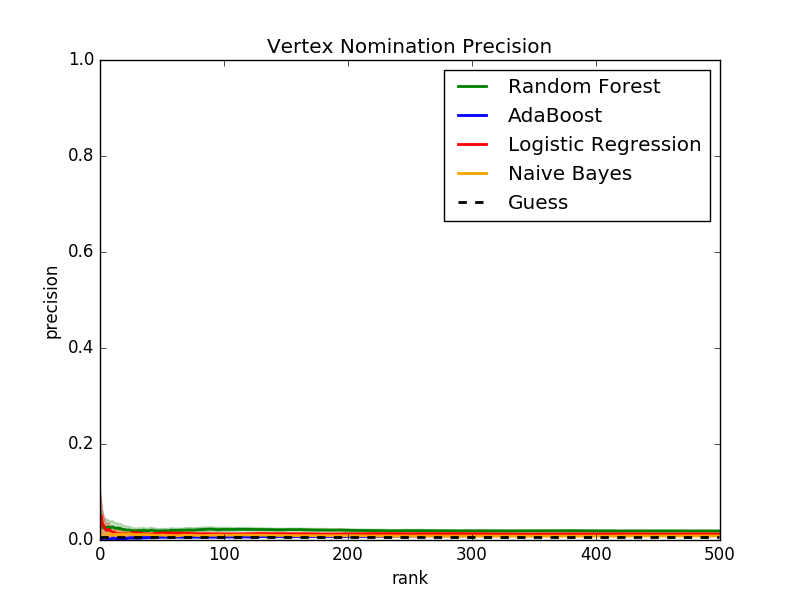 Vertex Nomination Precision
1.0
0.8
0.6
0.4
0.2
0.0
precision
Random Forest
AdaBoost
Logistic Regression
Naive Bayes
Guess
0
100
200
300
400
500
rank